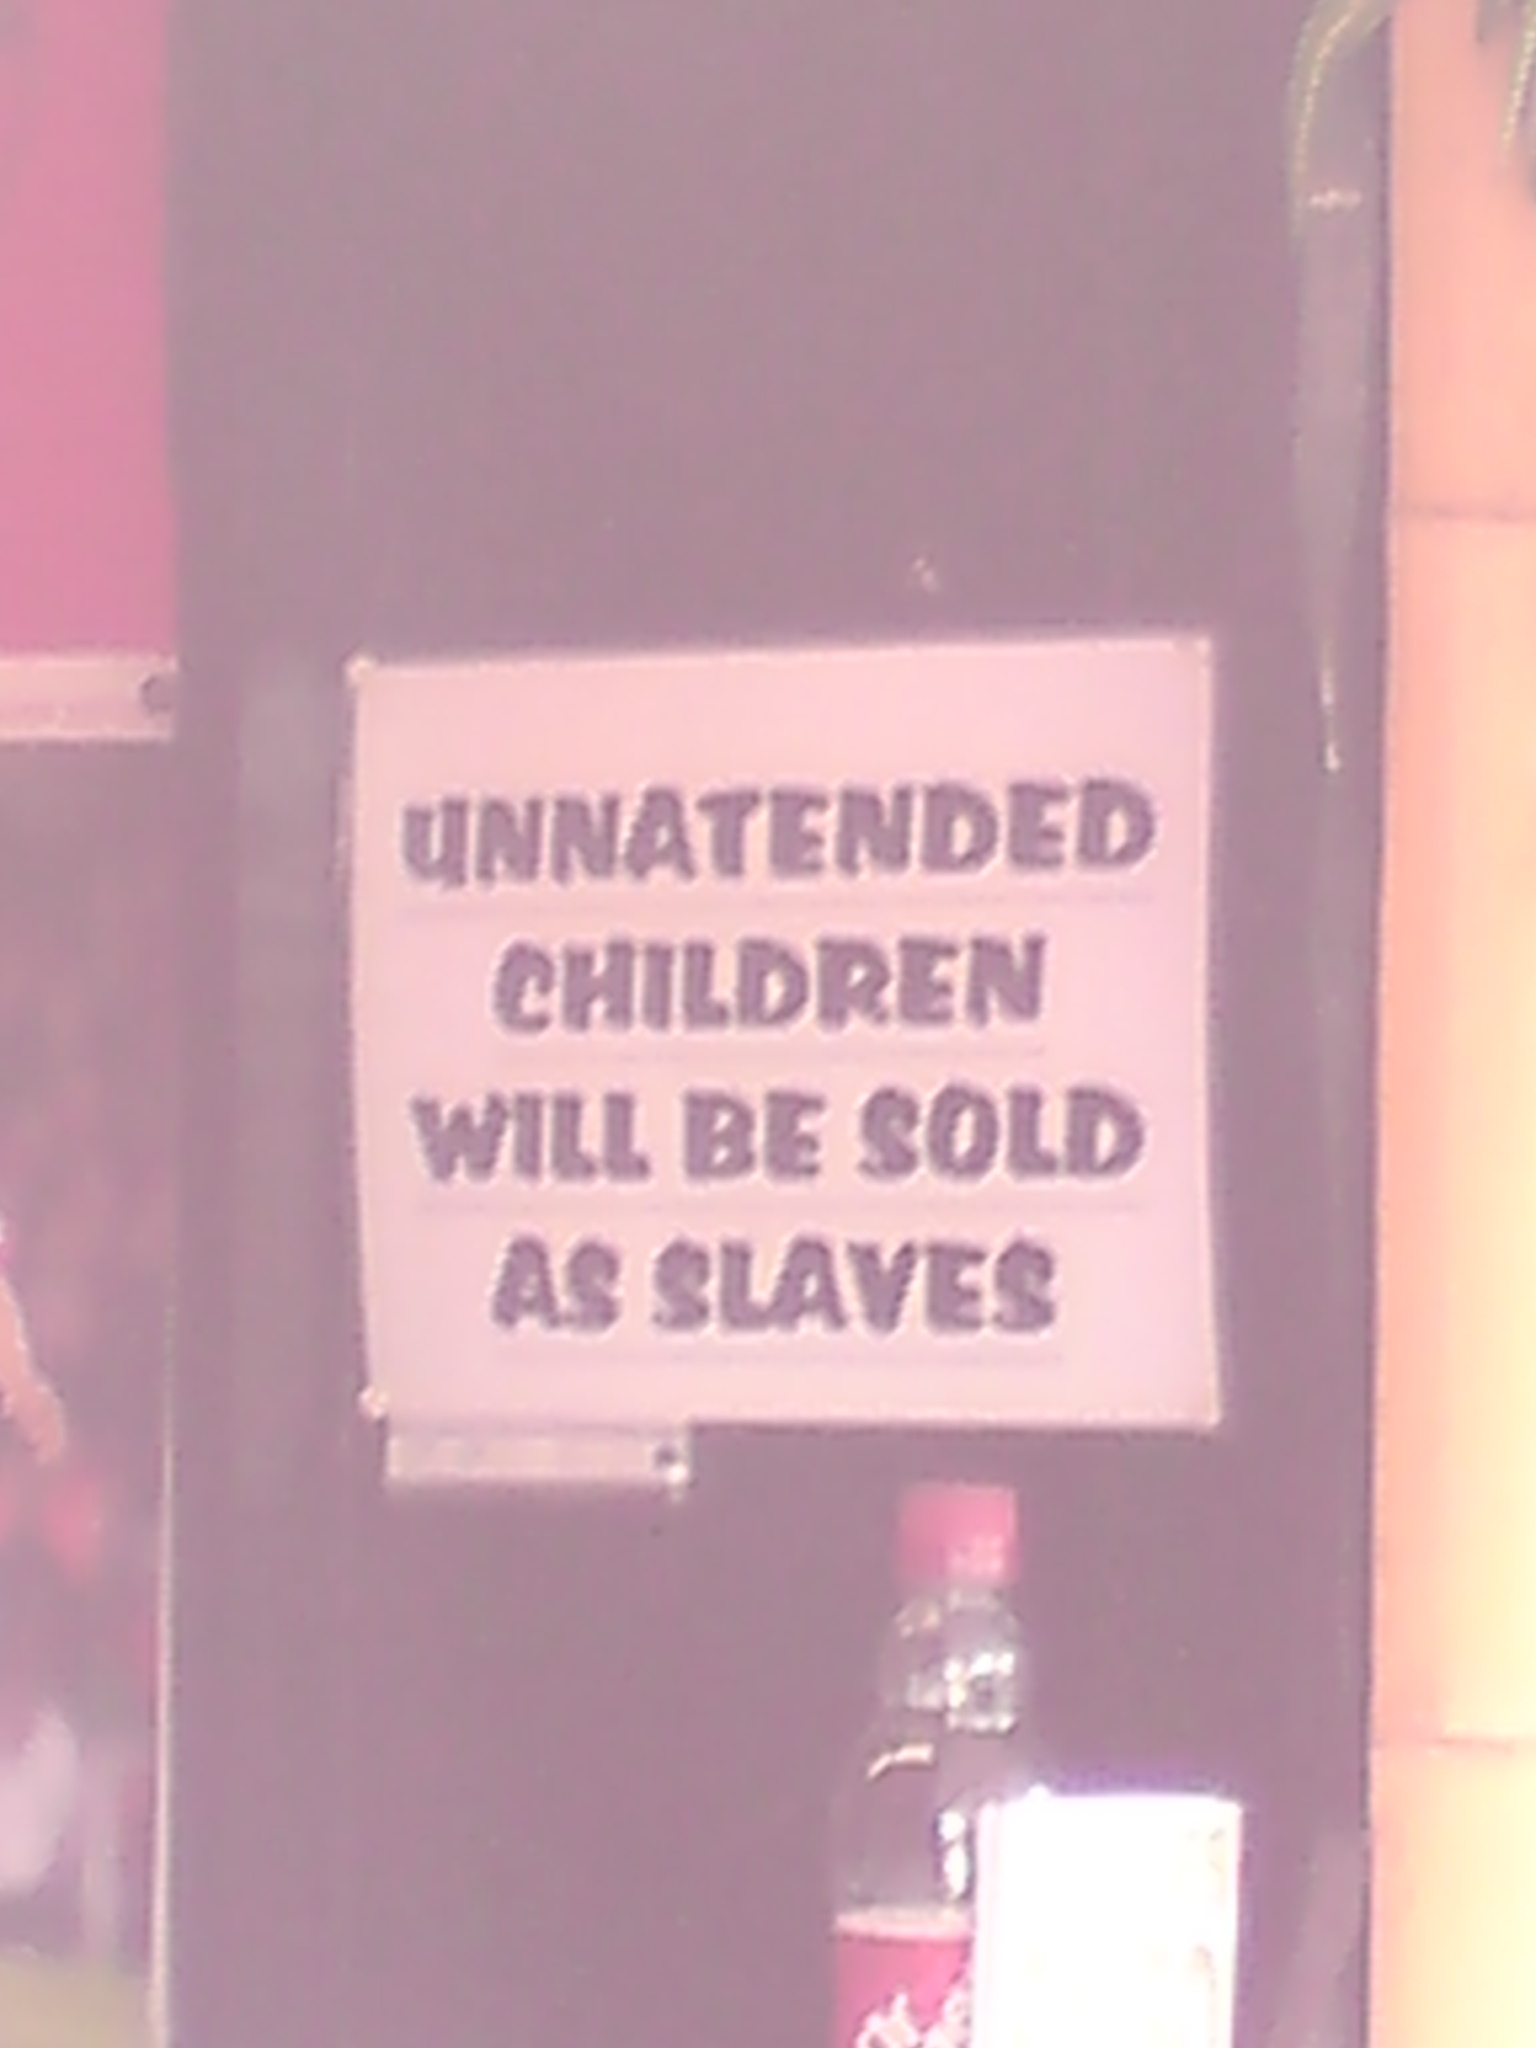 UNNATENDED
CHILDREN
WILL BE SOLD
AS SLAVES